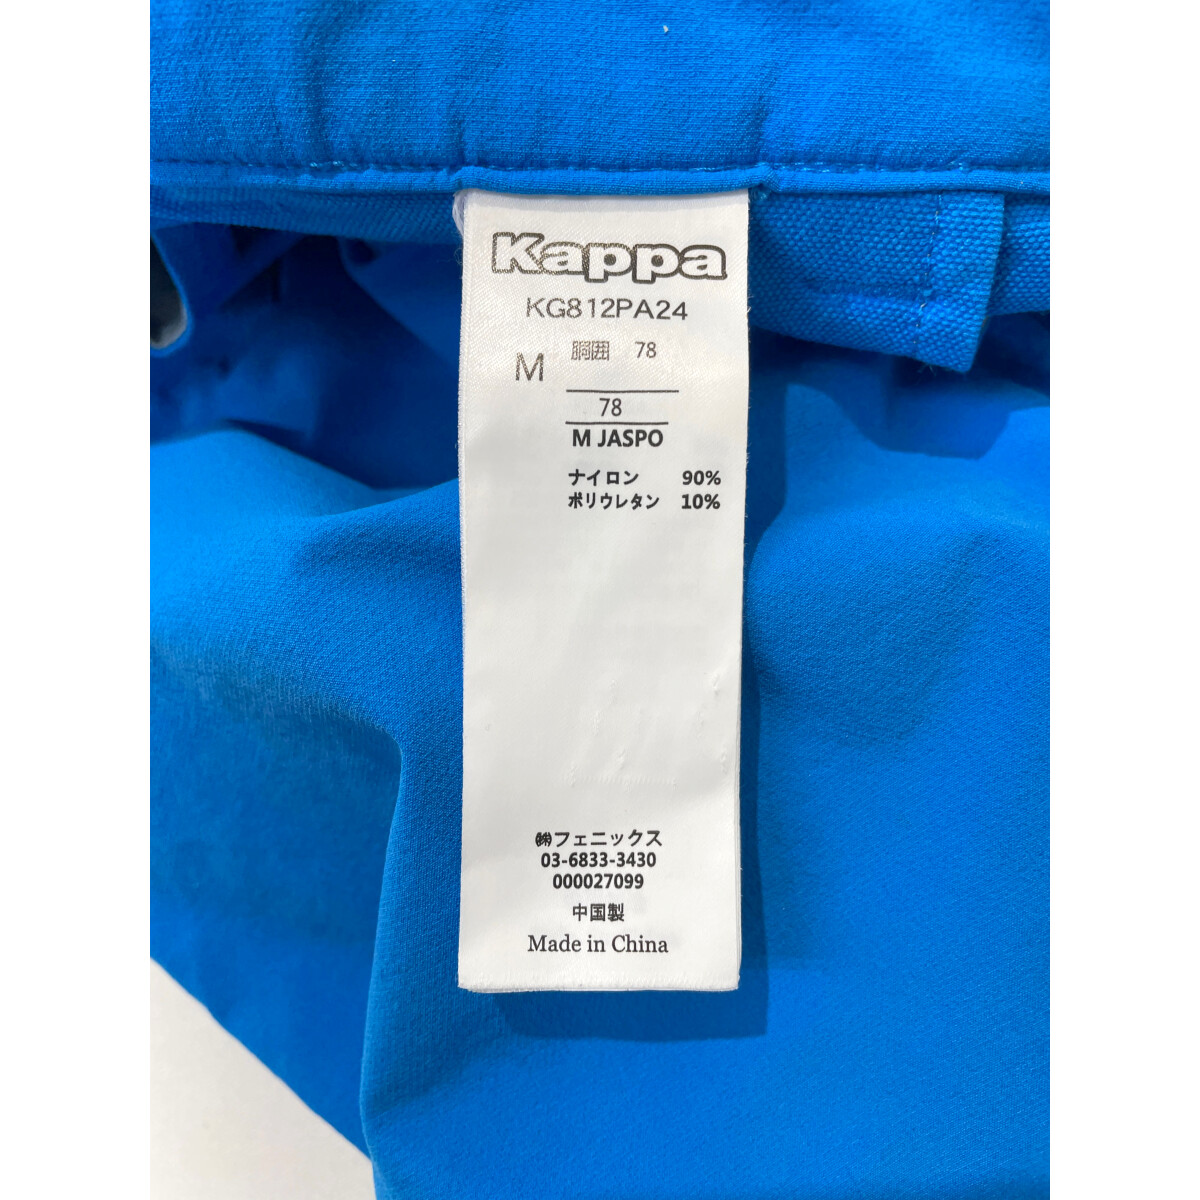 Kappa
KG812PA24
M
胴囲 78
78
M JASPO
ナイロン 90%
ポリウレタン 10%
㈱フェニックス
03-6833-3430
000027099
中国製
Made in China